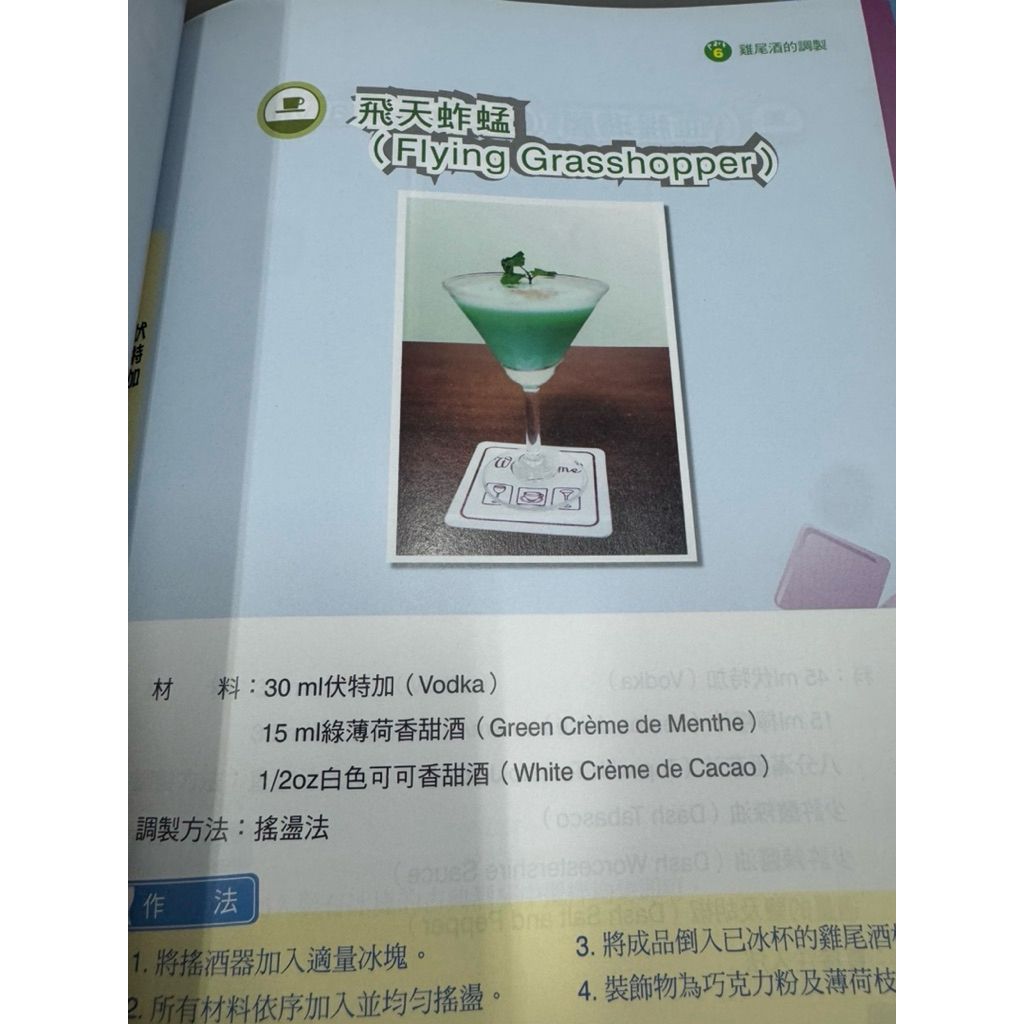 Part 6 雞尾酒的調製
飛天蚱蜢
（Flying Grasshopper）
伏特加
Welcome
材 料：30 ml伏特加（Vodka）
15 ml綠薄荷香甜酒（Green Crème de Menthe）
1/2oz白色可可香甜酒（White Crème de Cacao）
調製方法：搖盪法
作 法
1. 將搖酒器加入適量冰塊。
2. 所有材料依序加入並均勻搖盪。
3. 將成品倒入已冰杯的雞尾酒
4. 裝飾物為巧克力粉及薄荷枝